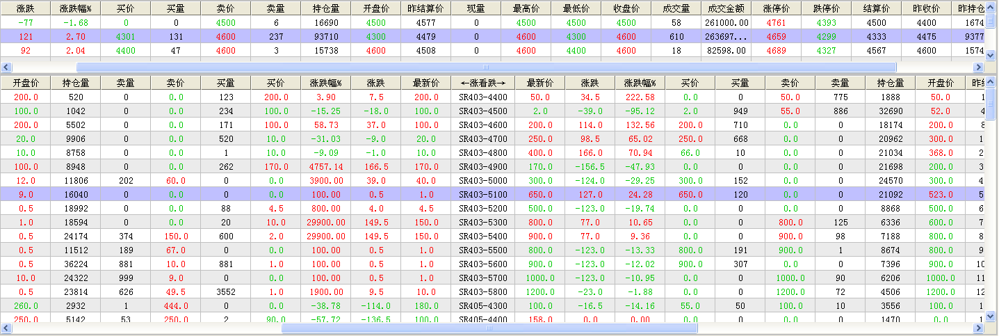 涨跌 涨跌幅% 买价 买量 卖价 卖量 持仓量 开盘价 昨结算价 现量 最高价 最低价 收盘价 成交量 成交金额 涨停价 跌停价 结算价 昨收价 昨持仓
-77 -1.68 0 0 4500 6 16690 4500 4577 0 4500 4500 4500 58 261000.00 4761 4393 4500 4400 1674
121 2.70 4301 131 4600 237 93710 4300 4479 0 4600 4300 4600 610 263697... 4659 4299 4333 4475 9377
92 2.04 4400 47 4600 3 15738 4600 4508 0 4600 4400 4600 18 82598.00 4689 4327 4567 4600 1574
开盘价 持仓量 卖量 卖价 买量 买价 涨跌幅% 涨跌 最新价 ←涨看跌→ 最新价 涨跌 涨跌幅% 买价 买量 卖价 卖量 持仓量 开盘价 昨结
200.0 520 0 0.0 123 200.0 3.90 7.5 200.0 SR403-4400 50.0 34.5 222.58 0.0 0 50.0 775 1888 50.0 1
100.0 1042 0 0.0 234 100.0 -15.25 -18.0 100.0 SR403-4500 2.0 -39.0 -95.12 2.0 949 55.0 886 32690 52.0 4
200.0 5502 0 0.0 171 100.0 58.73 37.0 100.0 SR403-4600 200.0 114.0 132.56 200.0 710 0.0 0 18174 200.0 8
20.0 9906 0 0.0 520 10.0 -31.03 -9.0 20.0 SR403-4700 250.0 98.5 65.02 250.0 668 0.0 0 20962 300.0 1
10.0 8758 0 0.0 1 10.0 -9.09 -1.0 10.0 SR403-4800 400.0 166.0 70.94 66.0 10 0.0 0 21034 368.0 2
100.0 8948 0 0.0 262 170.0 4757.14 166.5 170.0 SR403-4900 170.0 -156.5 -47.93 0.0 0 0.0 0 21698 200.0 3
12.0 11806 202 60.0 0 0.0 3900.00 39.0 40.0 SR403-5000 300.0 -124.0 -29.25 300.0 152 0.0 0 24570 300.0 4
9.0 16040 0 0.0 0 0.0 100.00 0.5 1.0 SR403-5100 650.0 127.0 24.28 650.0 120 0.0 0 21092 523.0 5
0.5 18992 0 0.0 88 4.5 800.00 4.0 4.5 SR403-5200 500.0 -123.0 -19.74 0.0 0 0.0 0 8868 500.0 6
1.0 18594 0 0.0 20 10.0 29900.00 149.5 150.0 SR403-5300 800.0 77.0 10.65 0.0 0 800.0 125 6336 600.0 7
0.5 24174 374 150.0 600 2.0 29900.00 149.5 150.0 SR403-5400 900.0 77.0 9.36 0.0 0 900.0 98 7188 800.0 8
0.5 11512 189 67.0 0 0.0 100.00 0.5 1.0 SR403-5500 800.0 -123.0 -13.33 800.0 191 900.0 1 8674 800.0 9
0.5 36224 881 10.0 881 1.0 100.00 0.5 1.0 SR403-5600 900.0 -123.0 -12.02 900.0 307 0.0 0 7396 900.0 10
10.0 24322 999 9.0 0 0.0 100.00 0.5 1.0 SR403-5700 1000.0 -123.0 -10.95 0.0 0 1000.0 90 6206 1000.0 11
0.5 23814 626 49.5 3552 1.0 1900.00 9.5 10.0 SR403-5800 1200.0 -23.0 -1.88 0.0 0 1200.0 72 4506 1200.0 12
260.0 2932 1 444.0 0 0.0 -38.78 -114.0 180.0 SR405-4300 100.0 -16.5 -14.16 55.0 50 100.0 10 3556 100.0 1
250.0 5142 53 250.0 2 90.0 -57.72 -136.5 100.0 SR405-4400 158.0 0.0 0.00 0.0 0 0.0 0 1470 0.0 1